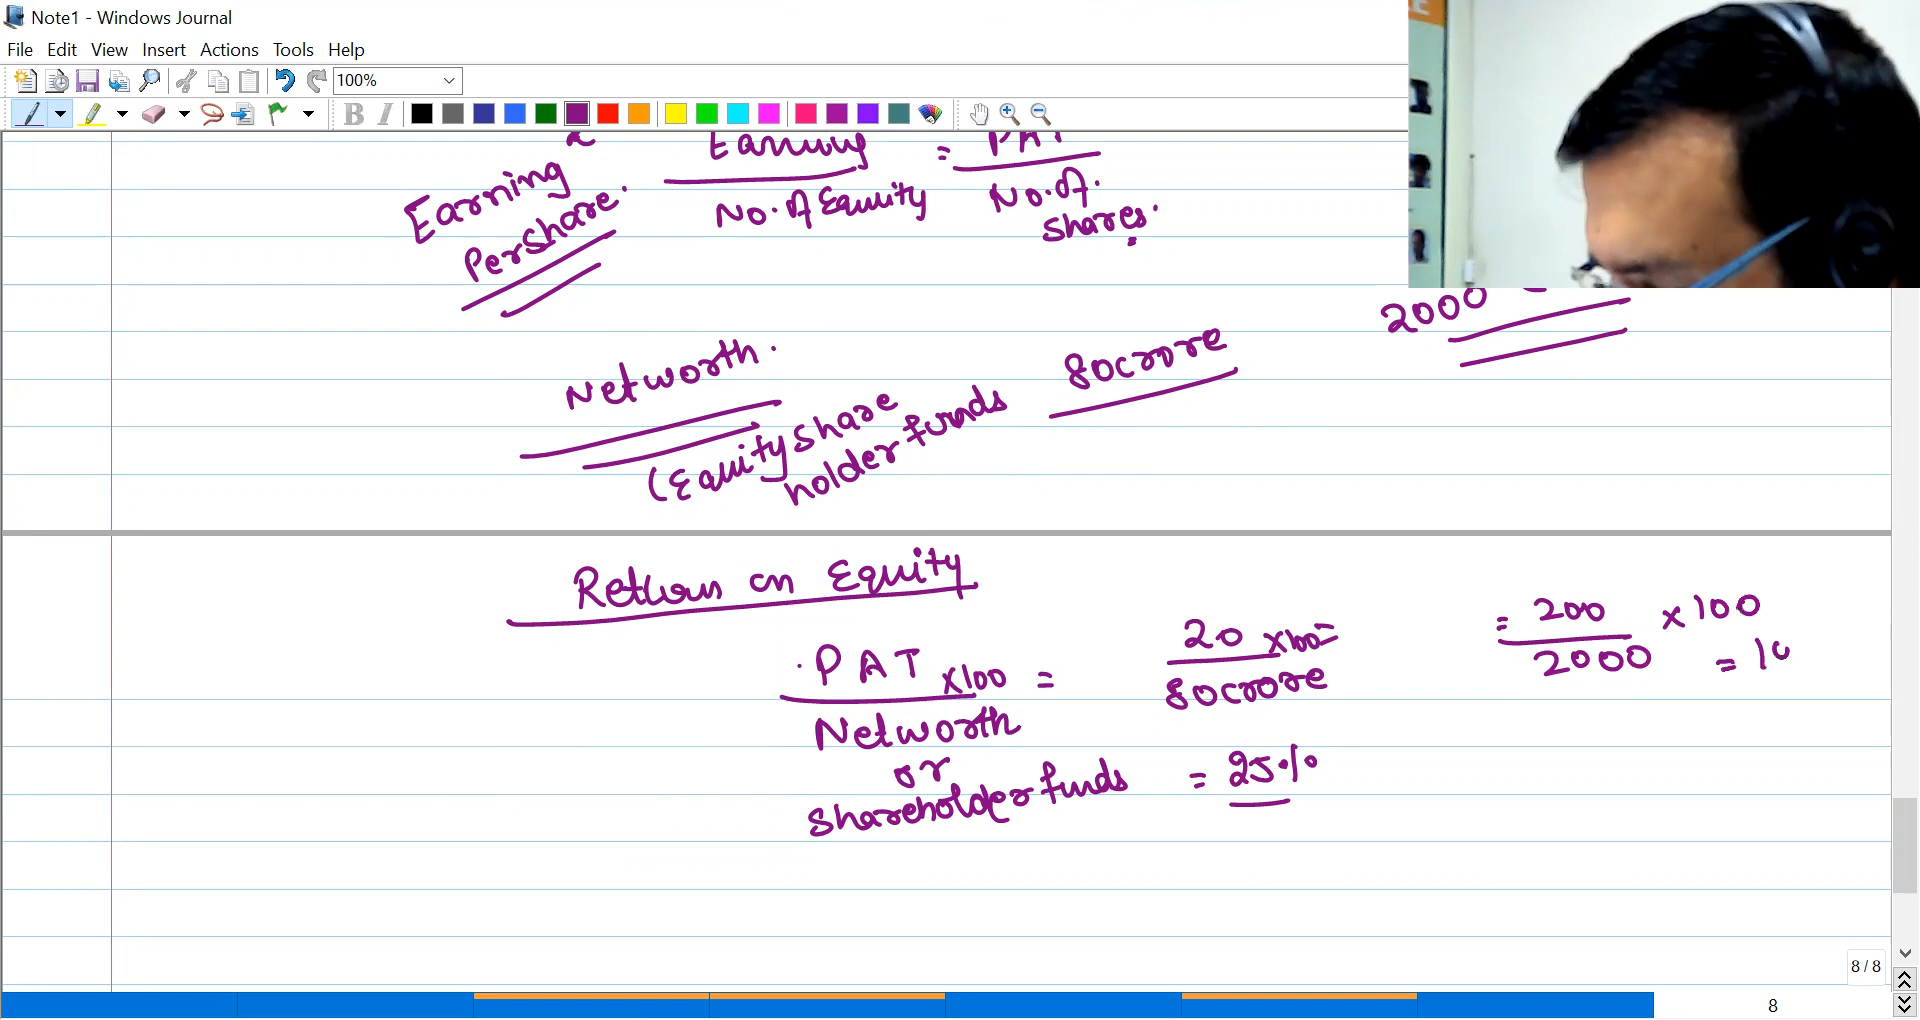 Note1 - Windows Journal
File Edit View Insert Actions Tools Help
100%
B I
Earning
Per Share.
Earning
No. of Equity
= PAT
No. of.
Shares.
2000
Networth.
80crore
(Equity Share
holder funds
Return on Equity
PAT x100 =
Networth
or
Shareholder funds
20 x100 =
80crore
= 25%
= 200 x 100
2000
= 10
8 / 8
8